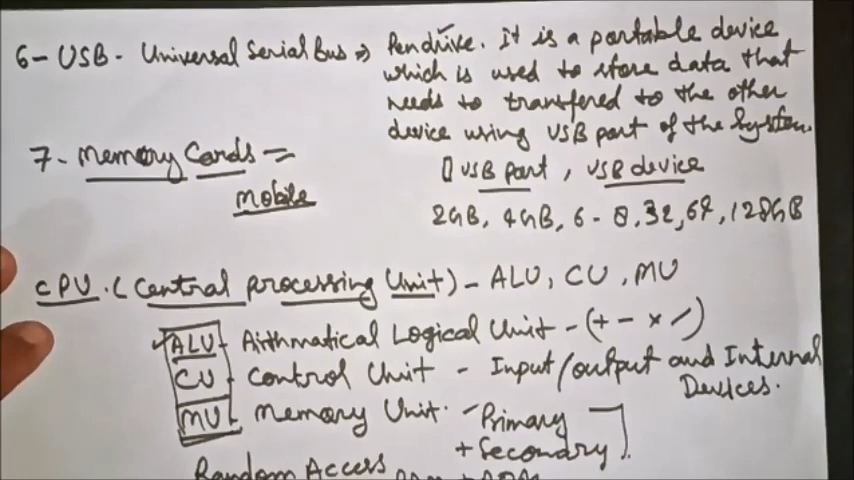 6- USB - Universal Serial Bus => Pendrive. It is a portable device
which is used to store data that
needs to transfered to the other
device using USB port of the System.
7- Memory Cards =
Mobile
USB port, USB device
2GB, 4GB, 6 - 8, 32, 64, 128GB
CPU. (Central processing Unit) - ALU, CU, MU
ALU - Arithmatical Logical Unit - (+ - × /)
CU - Control Unit - Input/output and Internal
Devices.
MU - Memory Unit - Primary
+ Secondary
Random Access